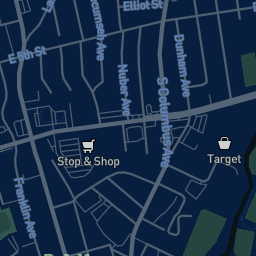 Elliot St
E 5th St
Nuber Ave
Dunham Ave
S Columbus Ave
Stop & Shop
Target
Franklin Ave